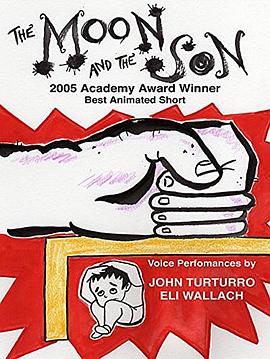 THE MOON
AND THE SON
2005 Academy Award Winner
Best Animated Short
Voice Perfomances by
JOHN TURTURRO
ELI WALLACH